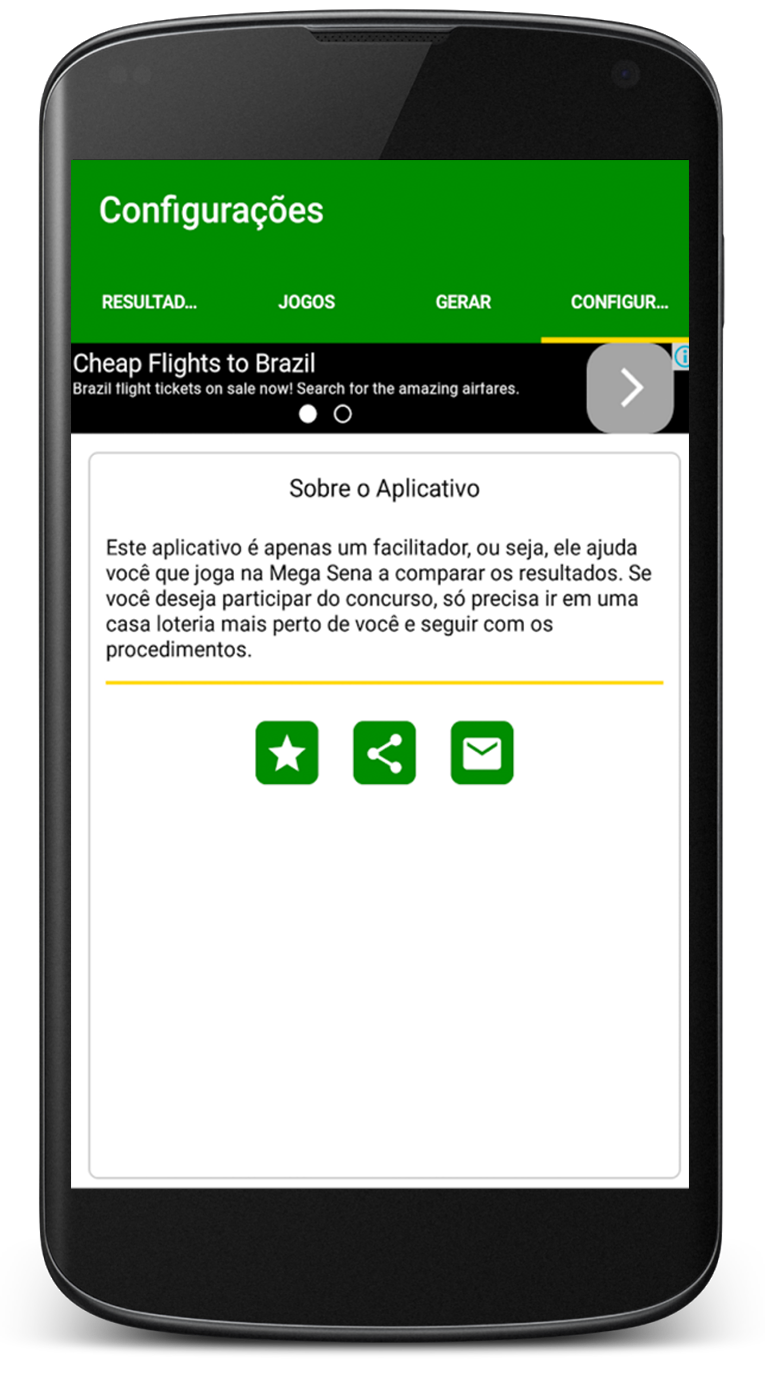 Configurações
RESULTAD... JOGOS GERAR CONFIGUR...
Cheap Flights to Brazil
Brazil flight tickets on sale now! Search for the amazing airfares.
Sobre o Aplicativo
Este aplicativo é apenas um facilitador, ou seja, ele ajuda
você que joga na Mega Sena a comparar os resultados. Se
você deseja participar do concurso, só precisa ir em uma
casa loteria mais perto de você e seguir com os
procedimentos.